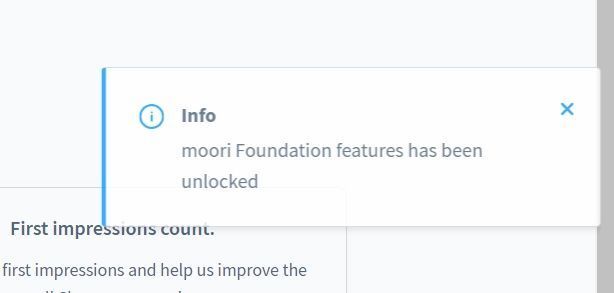 Info
moori Foundation features has been
unlocked
First impressions count.
first impressions and help us improve the